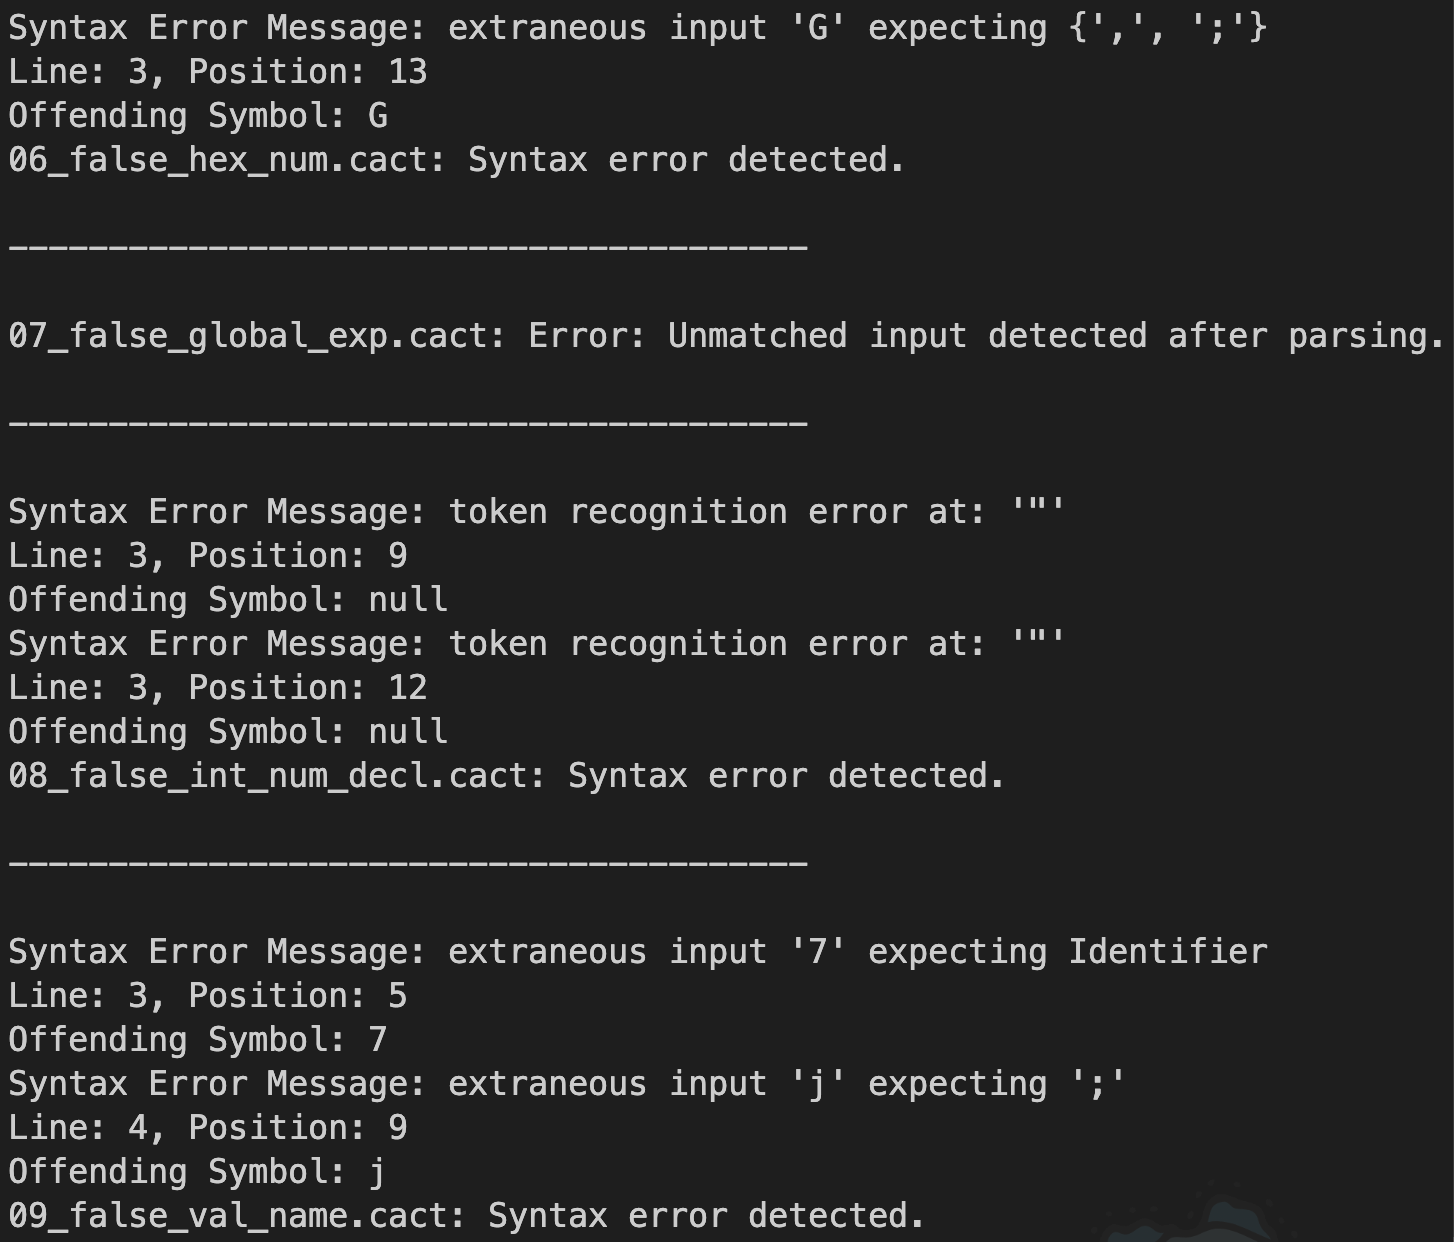 Syntax Error Message: extraneous input 'G' expecting {',', ';'}
Line: 3, Position: 13
Offending Symbol: G
06_false_hex_num.cact: Syntax error detected.
----------------------------------------
07_false_global_exp.cact: Error: Unmatched input detected after parsing.
----------------------------------------
Syntax Error Message: token recognition error at: '"'
Line: 3, Position: 9
Offending Symbol: null
Syntax Error Message: token recognition error at: '"'
Line: 3, Position: 12
Offending Symbol: null
08_false_int_num_decl.cact: Syntax error detected.
----------------------------------------
Syntax Error Message: extraneous input '7' expecting Identifier
Line: 3, Position: 5
Offending Symbol: 7
Syntax Error Message: extraneous input 'j' expecting ';'
Line: 4, Position: 9
Offending Symbol: j
09_false_val_name.cact: Syntax error detected.